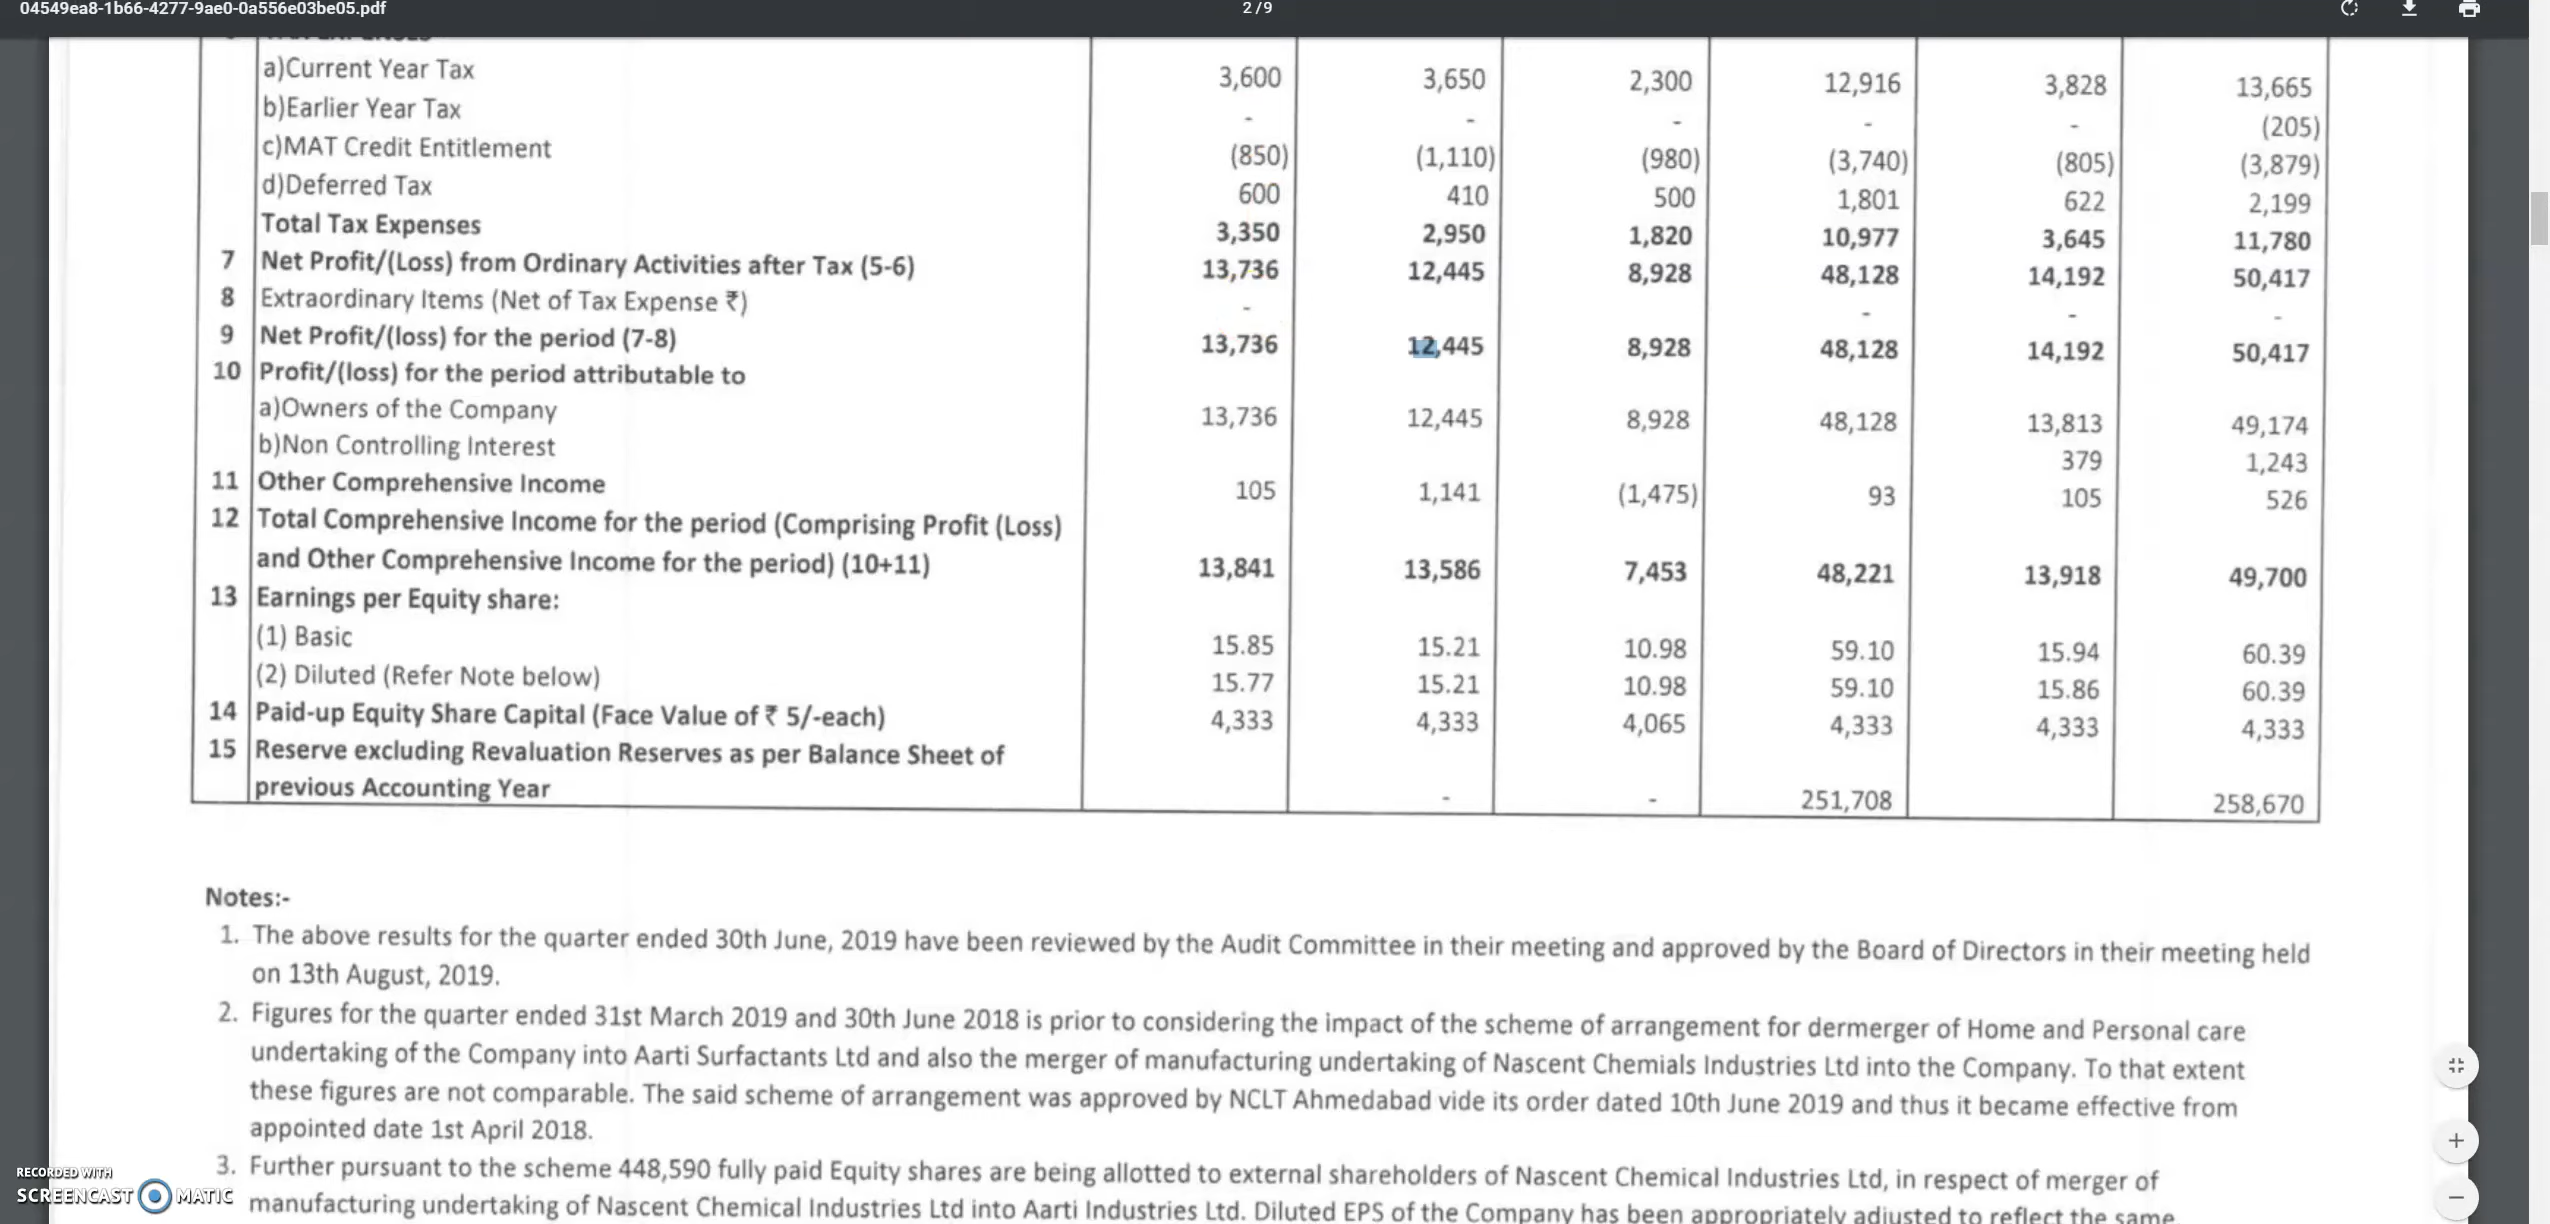 04549ea8-1b66-4277-9ae0-0a556e03be05.pdf 2 / 9
a)Current Year Tax 3,600 3,650 2,300 12,916 3,828 13,665
b)Earlier Year Tax - - - - - (205)
c)MAT Credit Entitlement (850) (1,110) (980) (3,740) (805) (3,879)
d)Deferred Tax 600 410 500 1,801 622 2,199
Total Tax Expenses 3,350 2,950 1,820 10,977 3,645 11,780
7 Net Profit/(Loss) from Ordinary Activities after Tax (5-6) 13,736 12,445 8,928 48,128 14,192 50,417
8 Extraordinary Items (Net of Tax Expense ₹) - - - -
9 Net Profit/(loss) for the period (7-8) 13,736 12,445 8,928 48,128 14,192 50,417
10 Profit/(loss) for the period attributable to
a)Owners of the Company 13,736 12,445 8,928 48,128 13,813 49,174
b)Non Controlling Interest 379 1,243
11 Other Comprehensive Income 105 1,141 (1,475) 93 105 526
12 Total Comprehensive Income for the period (Comprising Profit (Loss)
and Other Comprehensive Income for the period) (10+11) 13,841 13,586 7,453 48,221 13,918 49,700
13 Earnings per Equity share:
(1) Basic 15.85 15.21 10.98 59.10 15.94 60.39
(2) Diluted (Refer Note below) 15.77 15.21 10.98 59.10 15.86 60.39
14 Paid-up Equity Share Capital (Face Value of ₹ 5/-each) 4,333 4,333 4,065 4,333 4,333 4,333
15 Reserve excluding Revaluation Reserves as per Balance Sheet of
previous Accounting Year - - 251,708 258,670
Notes:-
1. The above results for the quarter ended 30th June, 2019 have been reviewed by the Audit Committee in their meeting and approved by the Board of Directors in their meeting held
on 13th August, 2019.
2. Figures for the quarter ended 31st March 2019 and 30th June 2018 is prior to considering the impact of the scheme of arrangement for dermerger of Home and Personal care
undertaking of the Company into Aarti Surfactants Ltd and also the merger of manufacturing undertaking of Nascent Chemials Industries Ltd into the Company. To that extent
these figures are not comparable. The said scheme of arrangement was approved by NCLT Ahmedabad vide its order dated 10th June 2019 and thus it became effective from
appointed date 1st April 2018.
3. Further pursuant to the scheme 448,590 fully paid Equity shares are being allotted to external shareholders of Nascent Chemical Industries Ltd, in respect of merger of
manufacturing undertaking of Nascent Chemical Industries Ltd into Aarti Industries Ltd. Diluted EPS of the Company has been appropriately adjusted to reflect the same.
RECORDED WITH
SCREENCAST MATIC